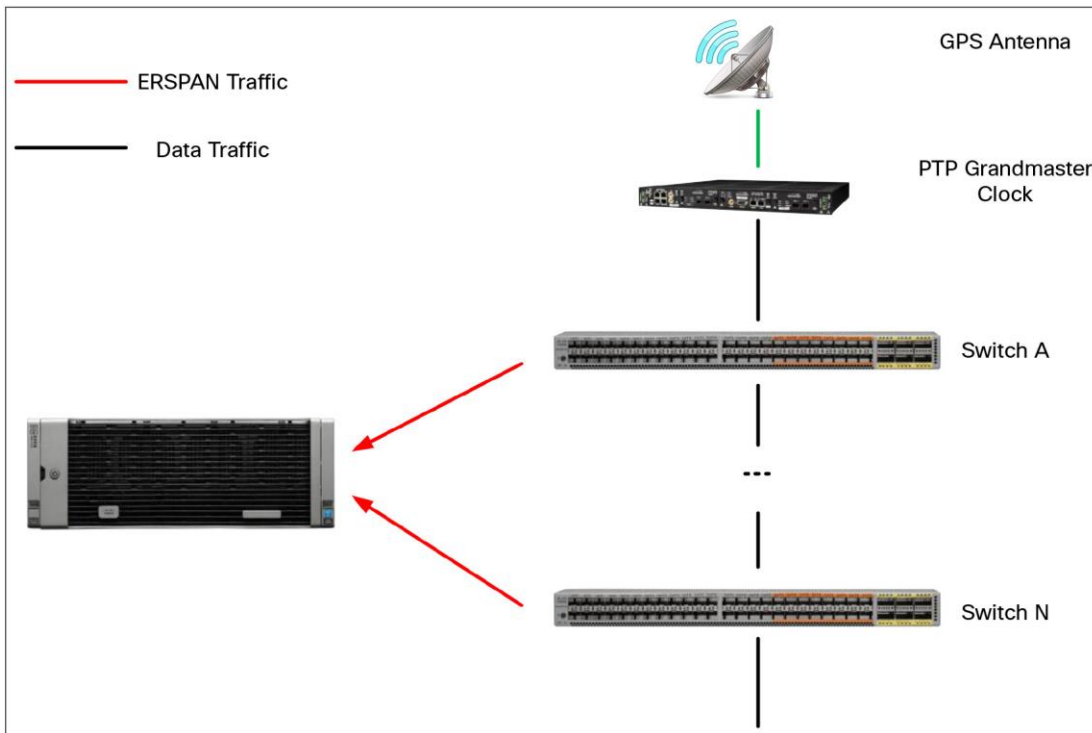 GPS Antenna
ERSPAN Traffic
Data Traffic
PTP Grandmaster
Clock
Switch A
Switch N